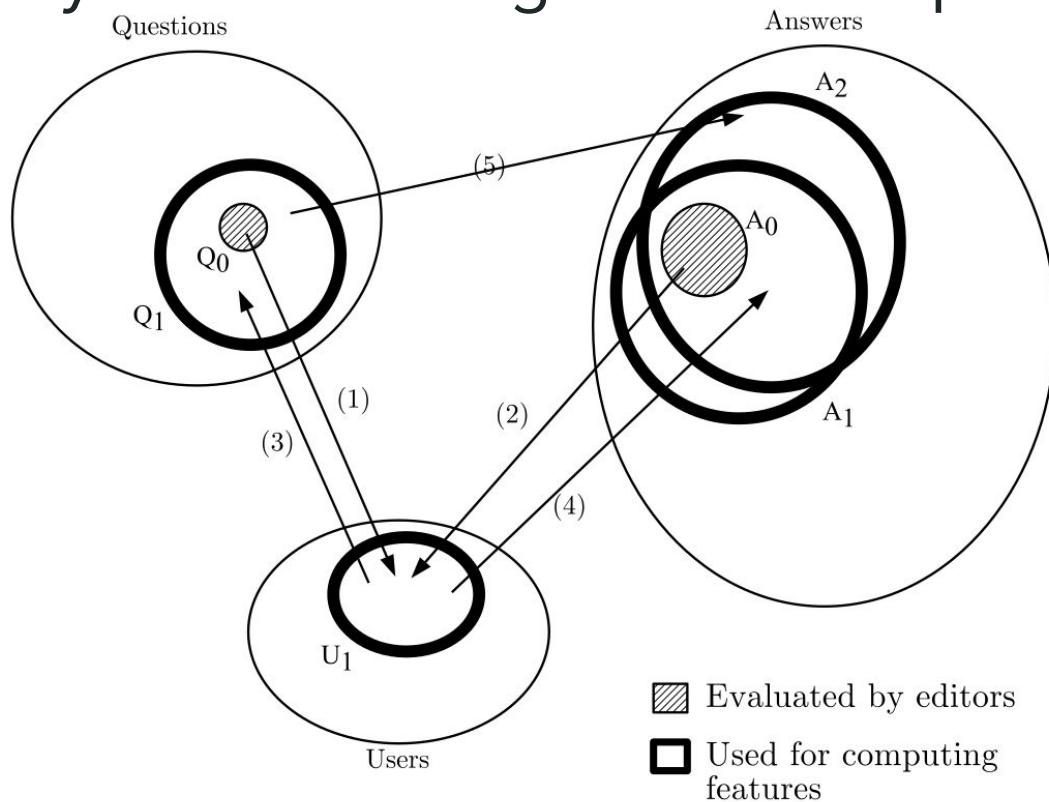 Questions
Answers
A2
(5)
A0
Q0
Q1
(1)
(2)
A1
(3)
(4)
U1
Evaluated by editors
Users
Used for computing
features